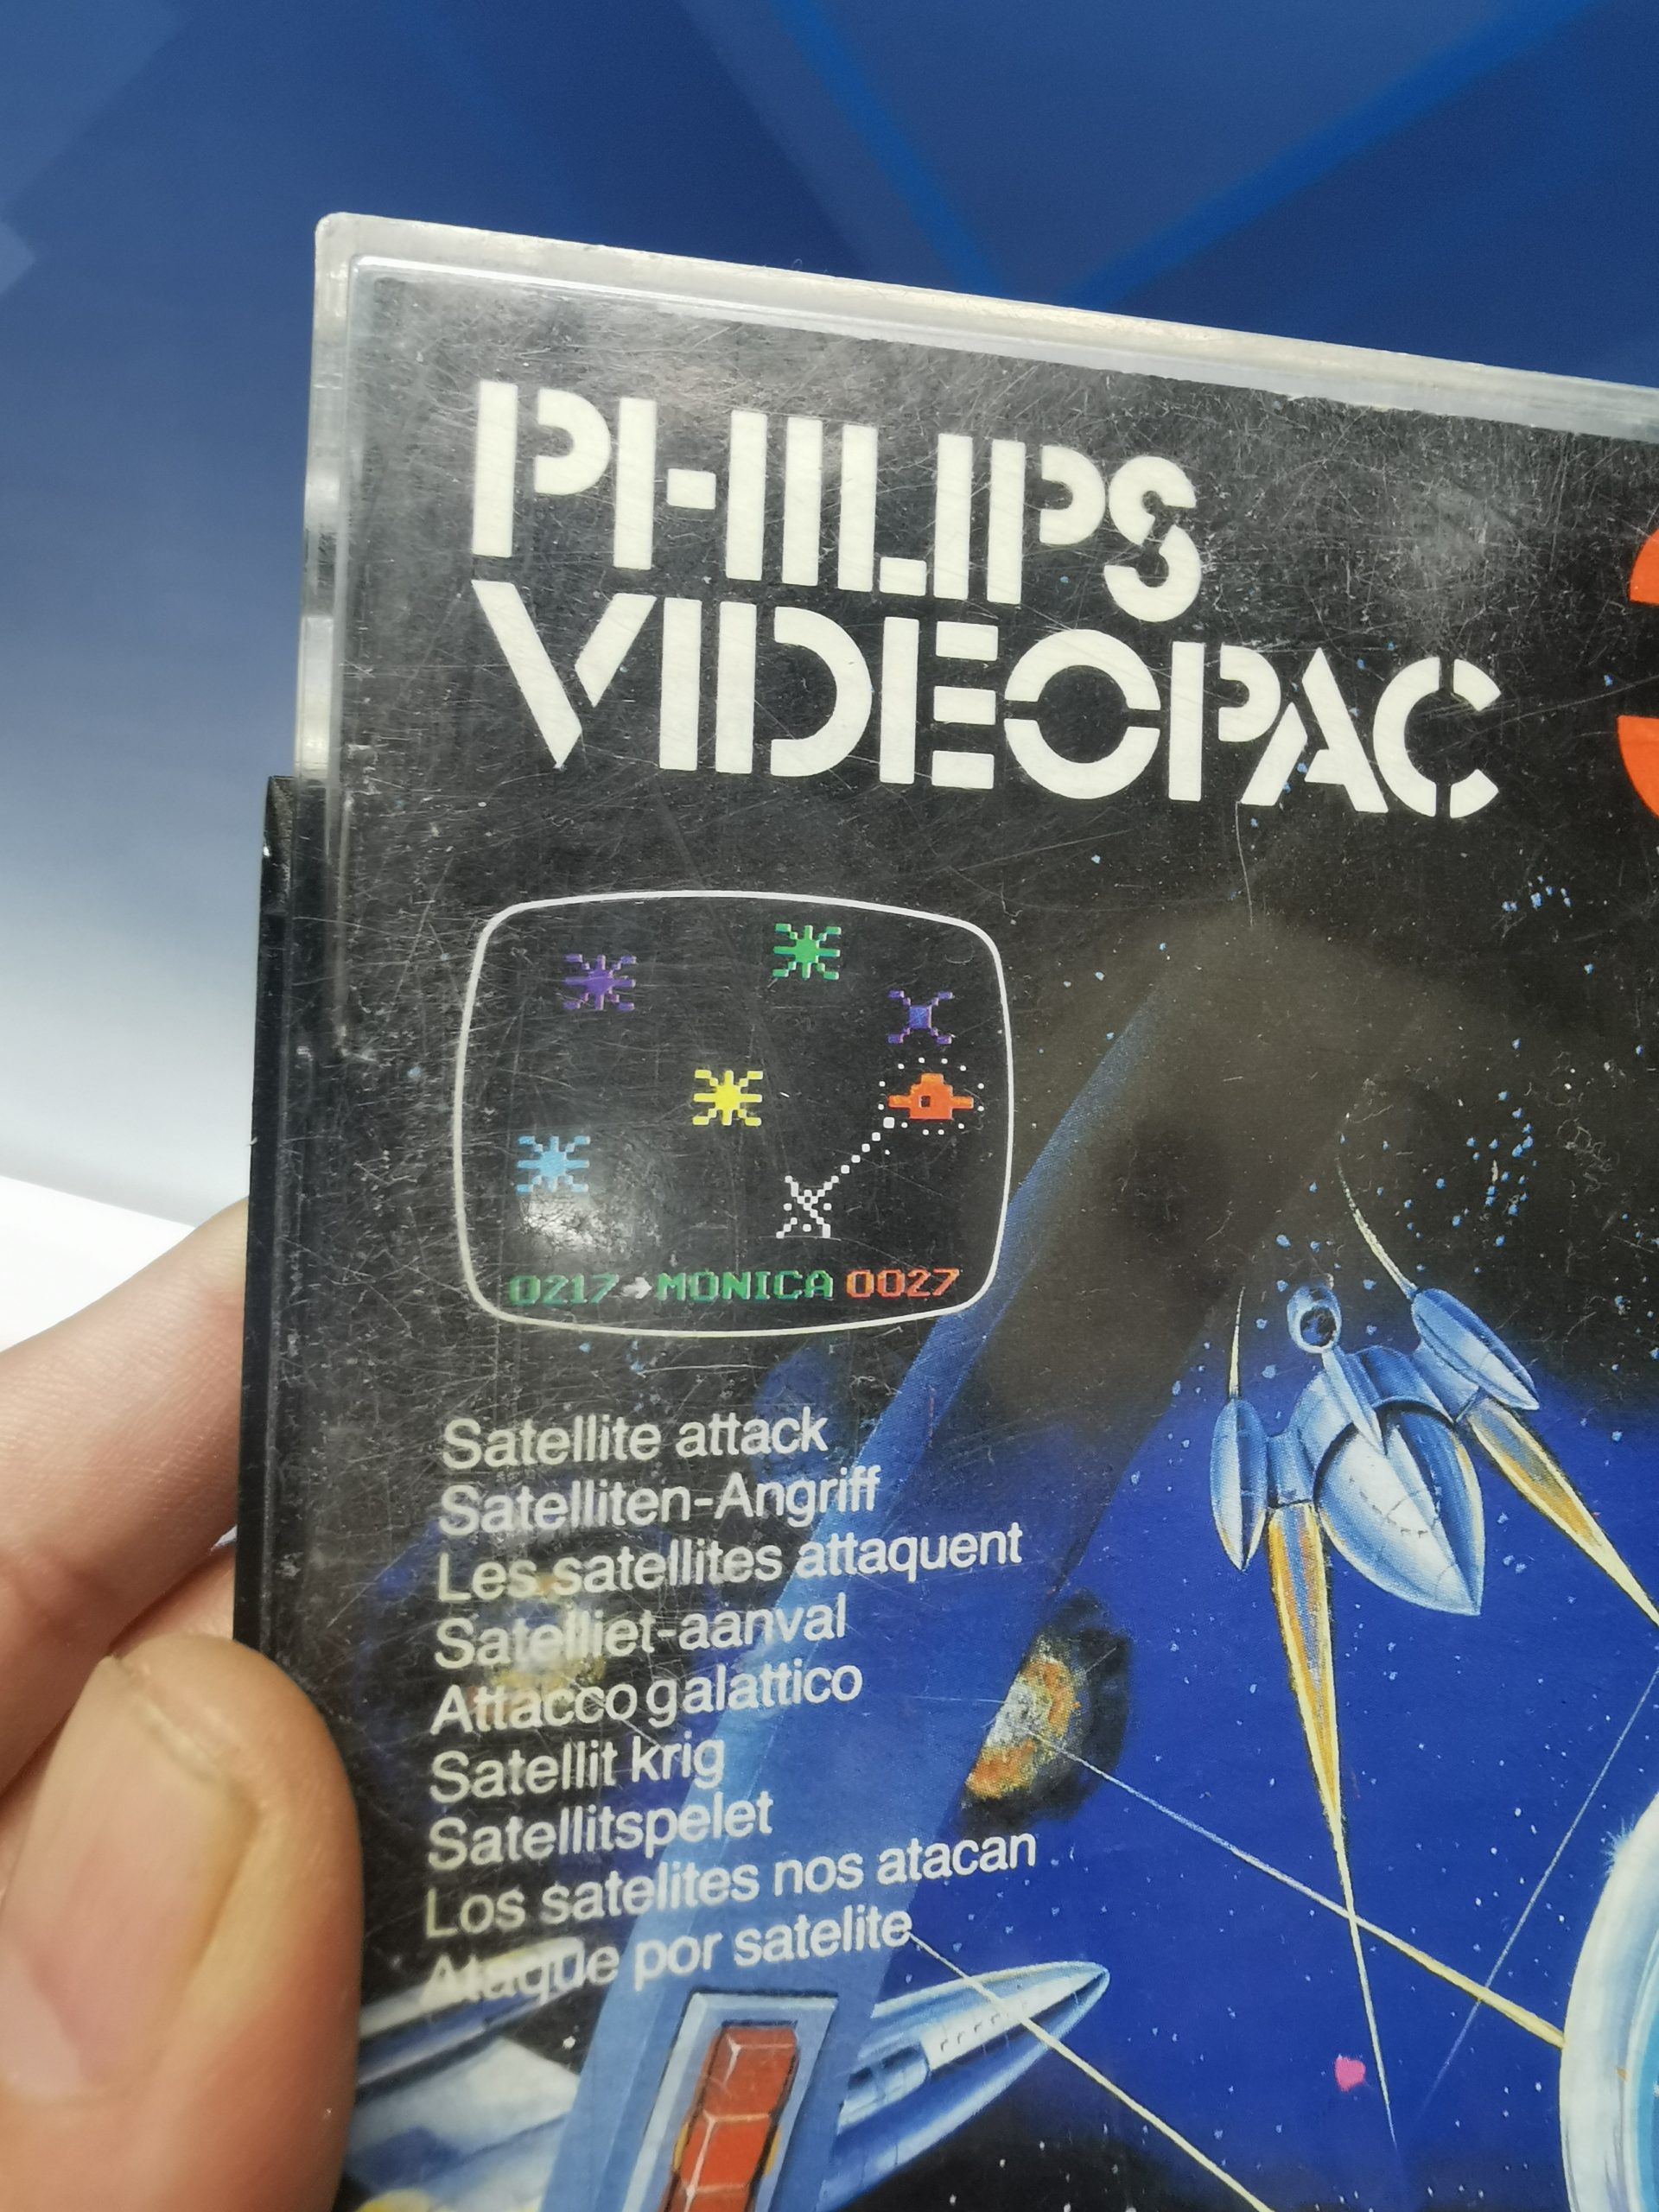 PHILIPS
VIDEOPAC
0217→MONICA 0027
Satellite attack
Satelliten-Angriff
Les satellites attaquent
Satelliet-aanval
Attacco galattico
Satellit krig
Satellitspelet
Los satelites nos atacan
Ataque por satelite